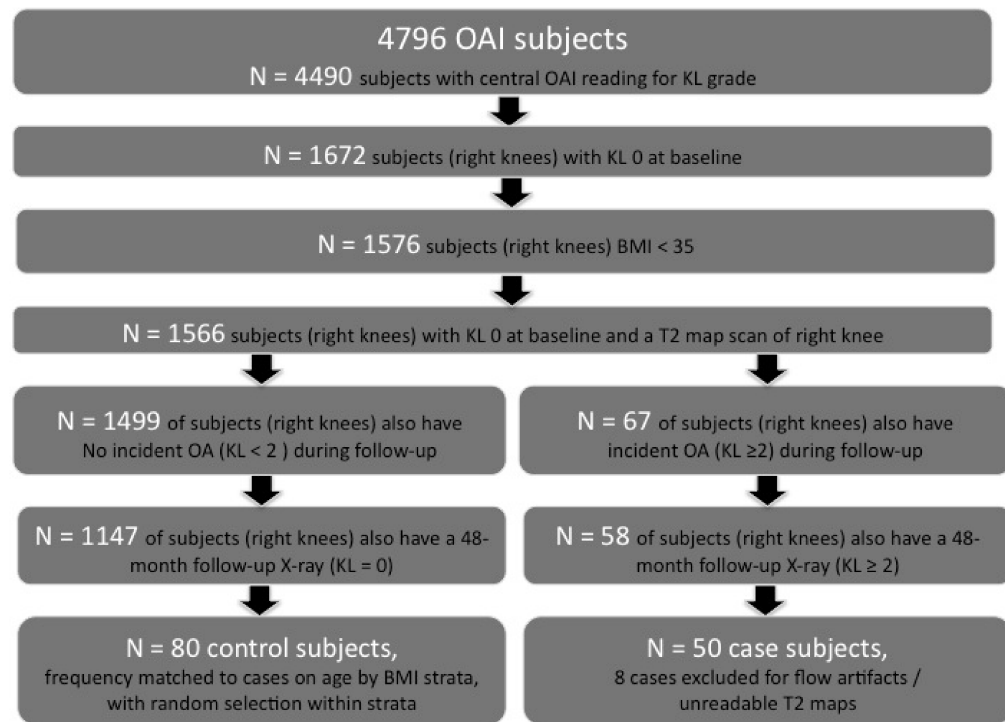 4796 OAI subjects
N = 4490 subjects with central OAI reading for KL grade
N = 1672 subjects (right knees) with KL 0 at baseline
N = 1576 subjects (right knees) BMI < 35
N = 1566 subjects (right knees) with KL 0 at baseline and a T2 map scan of right knee
N = 1499 of subjects (right knees) also have
No incident OA (KL < 2 ) during follow-up
N = 67 of subjects (right knees) also have
incident OA (KL ≥2) during follow-up
N = 1147 of subjects (right knees) also have a 48-
month follow-up X-ray (KL = 0)
N = 58 of subjects (right knees) also have a 48-
month follow-up X-ray (KL ≥ 2)
N = 80 control subjects,
frequency matched to cases on age by BMI strata,
with random selection within strata
N = 50 case subjects,
8 cases excluded for flow artifacts /
unreadable T2 maps